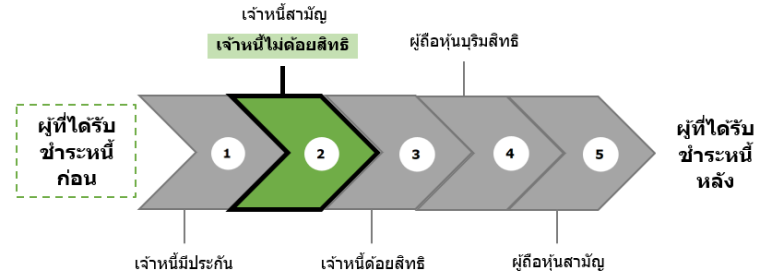 เจ้าหนี้สามัญ
เจ้าหนี้ไม่ด้อยสิทธิ
ผู้ถือหุ้นบุริมสิทธิ
ผู้ที่ได้รับ
ชำระหนี้
ก่อน
1
2
3
4
5
ผู้ที่ได้รับ
ชำระหนี้
หลัง
เจ้าหนี้มีประกัน
เจ้าหนี้ด้อยสิทธิ
ผู้ถือหุ้นสามัญ